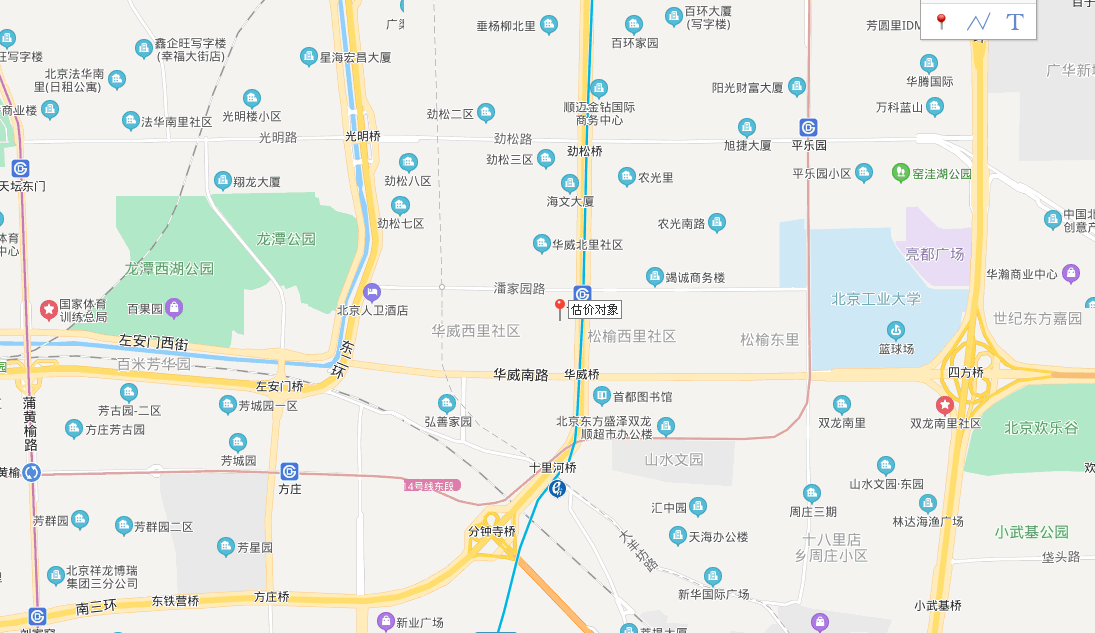 百环大厦
(写字楼)
广渠
垂杨柳北里
百环家园
芳圆里IDM
T
旺写字楼
鑫企旺写字楼
(幸福大街店)
星海宏昌大厦
广华新城
北京法华南
里(日租公寓)
阳光财富大厦
华腾国际
商业楼
法华南里社区
光明楼小区
劲松二区
顺迈金钻国际
商务中心
万科蓝山
光明路
光明桥
劲松路
劲松桥
旭捷大厦
平乐园
劲松三区
天坛东门
翔龙大厦
劲松八区
农光里
平乐园小区
窑洼湖公园
海文大厦
劲松七区
农光南路
中国北
创意产
体育
中心
龙潭公园
华威北里社区
亮都广场
龙潭西湖公园
竭诚商务楼
华瀚商业中心
潘家园路
北京工业大学
国家体育
训练总局
百果园
北京人卫酒店
估价对象
世纪东方嘉园
华威西里社区
松榆西里社区
松榆东里
左安门西街
东二环
篮球场
百米芳华园
园
华威南路
华威桥
四方桥
左安门桥
首都图书馆
蒲黄榆路
芳古园-二区
芳城园一区
弘善家园
北京东方盛泽双龙
顺超市办公楼
双龙南里
双龙南里社区
方庄芳古园
北京欢乐谷
芳城园
山水文园
黄榆
方庄
4号线东段
十里河桥
欢
山水文园·东园
芳群园
芳群园二区
分钟寺桥
汇中园
周庄三期
林达海渔广场
天海办公楼
大羊坊路
十八里店
乡周庄小区
小武基公园
芳星园
垡头路
北京祥龙博瑞
集团三分公司
新华国际广场
南三环
东铁营桥
方庄桥
小武基桥
新业广场